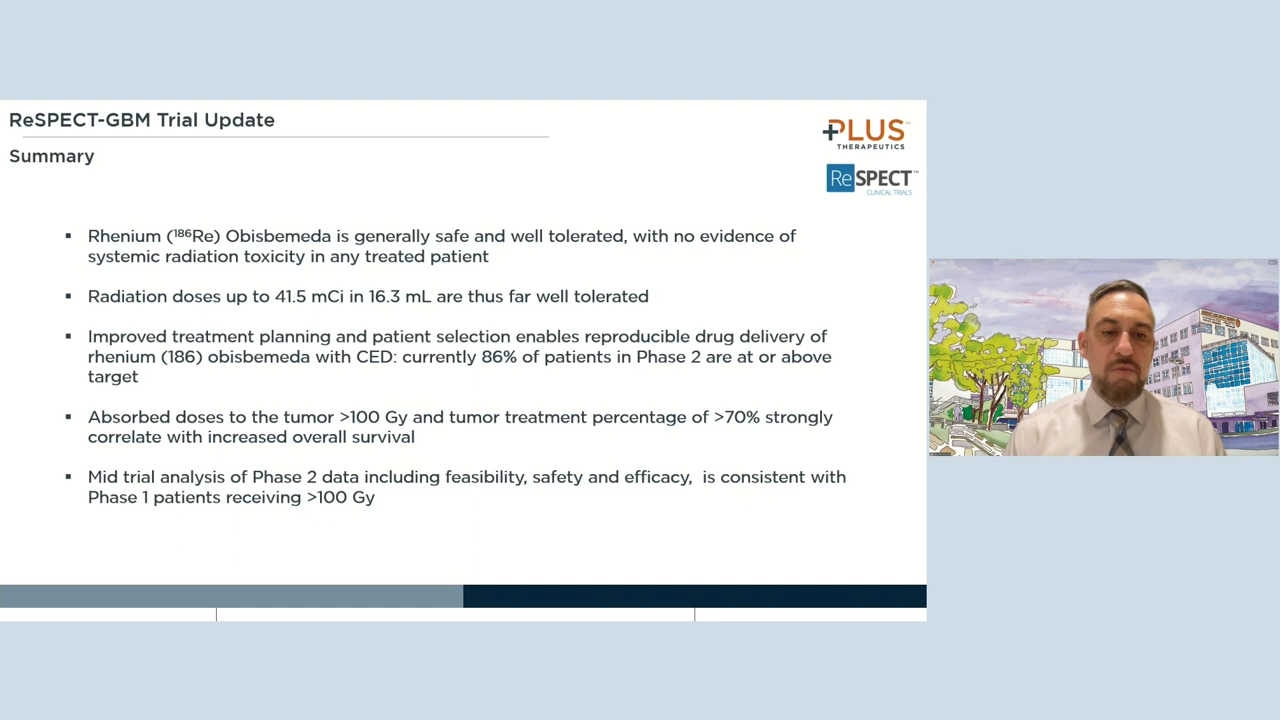 ReSPECT-GBM Trial Update
Summary
+PLUS™
THERAPEUTICS
ReSPECT™
CLINICAL TRIALS
▪ Rhenium (¹⁸⁶Re) Obisbemeda is generally safe and well tolerated, with no evidence of
systemic radiation toxicity in any treated patient
▪ Radiation doses up to 41.5 mCi in 16.3 mL are thus far well tolerated
▪ Improved treatment planning and patient selection enables reproducible drug delivery of
rhenium (186) obisbemeda with CED: currently 86% of patients in Phase 2 are at or above
target
▪ Absorbed doses to the tumor >100 Gy and tumor treatment percentage of >70% strongly
correlate with increased overall survival
▪ Mid trial analysis of Phase 2 data including feasibility, safety and efficacy,  is consistent with
Phase 1 patients receiving >100 Gy